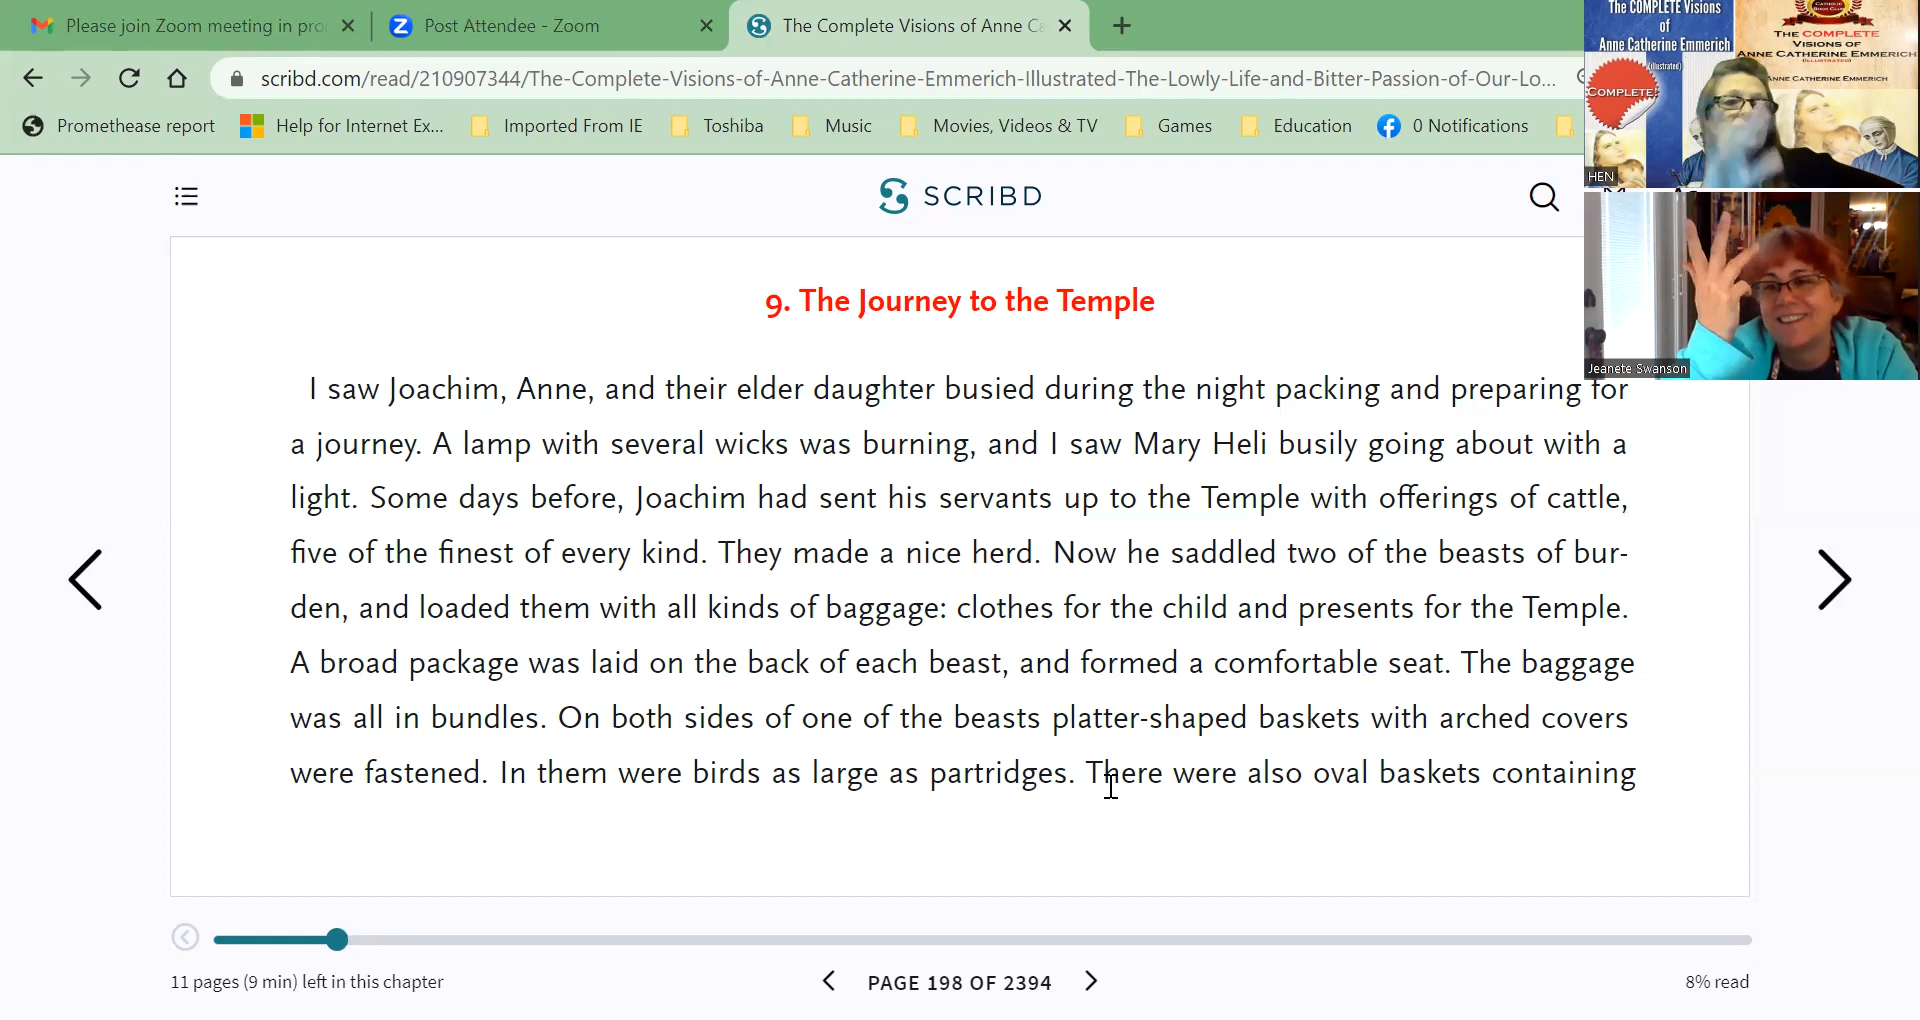 Please join Zoom meeting in pro
Post Attendee - Zoom
The Complete Visions of Anne Ca
scribd.com/read/210907344/The-Complete-Visions-of-Anne-Catherine-Emmerich-Illustrated-The-Lowly-Life-and-Bitter-Passion-of-Our-Lo...
Promethease report
Help for Internet Ex...
Imported From IE
Toshiba
Music
Movies, Videos & TV
Games
Education
0 Notifications
The COMPLETE Visions
of
Anne Catherine Emmerich
(Illustrated)
COMPLETE!
CATHOLIC
BOOK CLUB
THE COMPLETE
VISIONS OF
ANNE CATHERINE EMMERICH
(ILLUSTRATED)
ANNE CATHERINE EMMERICH
HEN
Jeanete Swanson
SCRIBD
9. The Journey to the Temple
I saw Joachim, Anne, and their elder daughter busied during the night packing and preparing for
a journey. A lamp with several wicks was burning, and I saw Mary Heli busily going about with a
light. Some days before, Joachim had sent his servants up to the Temple with offerings of cattle,
five of the finest of every kind. They made a nice herd. Now he saddled two of the beasts of bur-
den, and loaded them with all kinds of baggage: clothes for the child and presents for the Temple.
A broad package was laid on the back of each beast, and formed a comfortable seat. The baggage
was all in bundles. On both sides of one of the beasts platter-shaped baskets with arched covers
were fastened. In them were birds as large as partridges. There were also oval baskets containing
11 pages (9 min) left in this chapter
PAGE 198 OF 2394
8% read